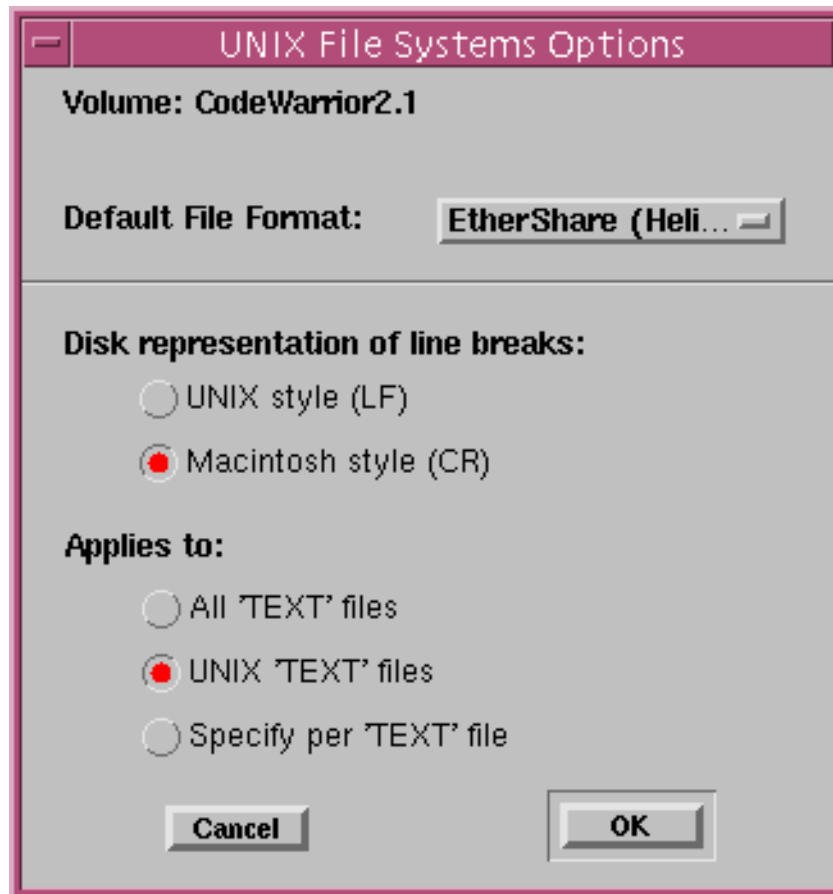 UNIX File Systems Options
Volume: CodeWarrior2.1
Default File Format: EtherShare (Heli...
Disk representation of line breaks:
UNIX style (LF)
Macintosh style (CR)
Applies to:
All 'TEXT' files
UNIX 'TEXT' files
Specify per 'TEXT' file
Cancel OK